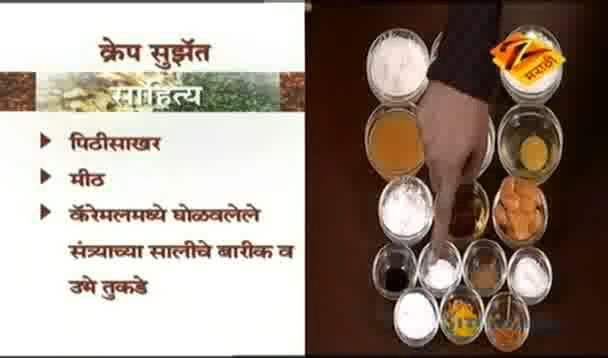 क्रेप सुझॅत
साहित्य
पिठीसाखर
मीठ
कॅरेमलमध्ये घोळवलेले
संत्र्याच्या सालीचे बारीक व
उभे तुकडे
मराठी